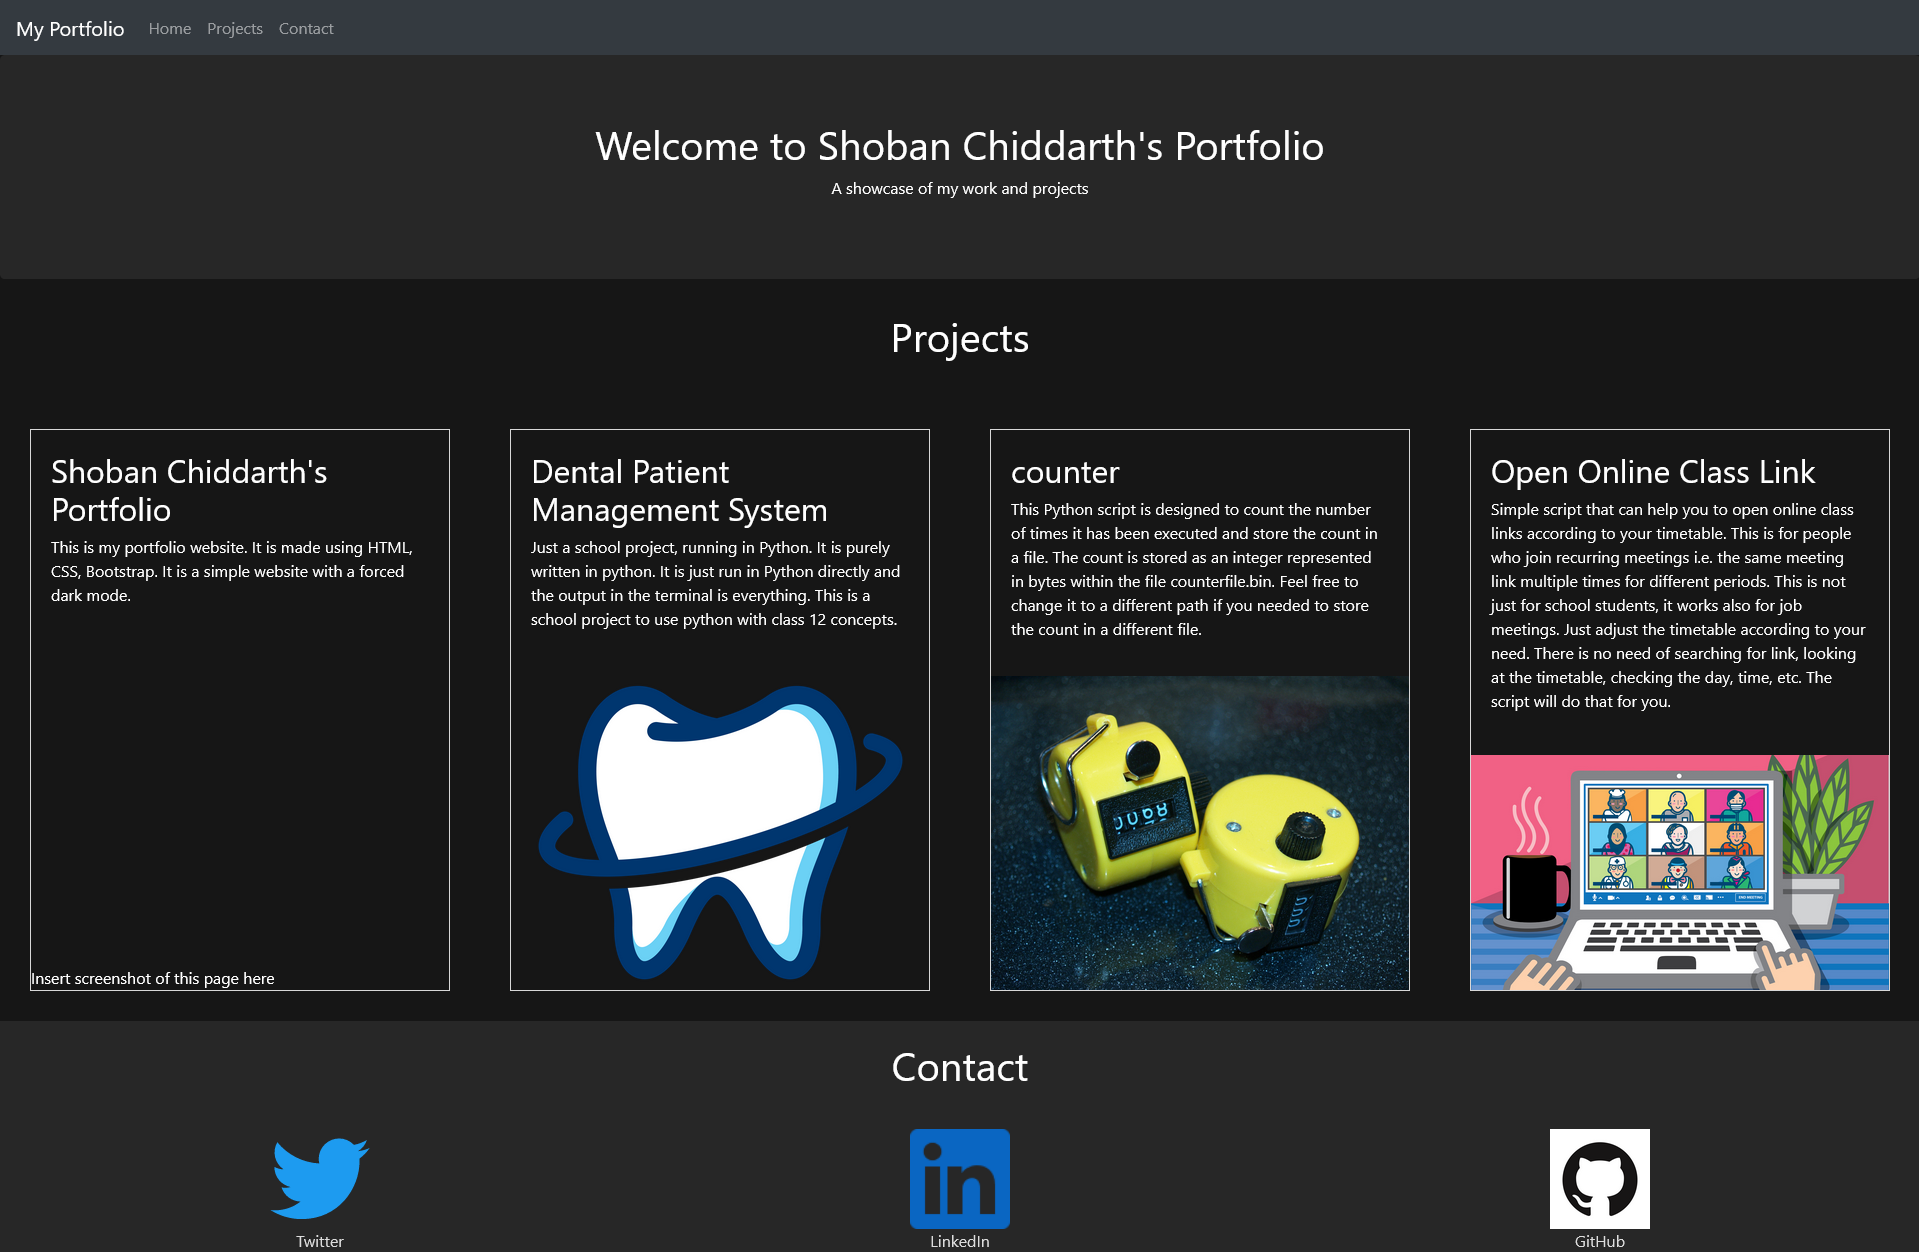 My Portfolio Home Projects Contact
Welcome to Shoban Chiddarth's Portfolio
A showcase of my work and projects
Projects
Shoban Chiddarth's
Portfolio
This is my portfolio website. It is made using HTML,
CSS, Bootstrap. It is a simple website with a forced
dark mode.
Insert screenshot of this page here
Dental Patient
Management System
Just a school project, running in Python. It is purely
written in python. It is just run in Python directly and
the output in the terminal is everything. This is a
school project to use python with class 12 concepts.
counter
This Python script is designed to count the number
of times it has been executed and store the count in
a file. The count is stored as an integer represented
in bytes within the file counterfile.bin. Feel free to
change it to a different path if you needed to store
the count in a different file.
Open Online Class Link
Simple script that can help you to open online class
links according to your timetable. This is for people
who join recurring meetings i.e. the same meeting
link multiple times for different periods. This is not
just for school students, it works also for job
meetings. Just adjust the timetable according to your
need. There is no need of searching for link, looking
at the timetable, checking the day, time, etc. The
script will do that for you.
END MEETING
Contact
in
Twitter
LinkedIn
GitHub